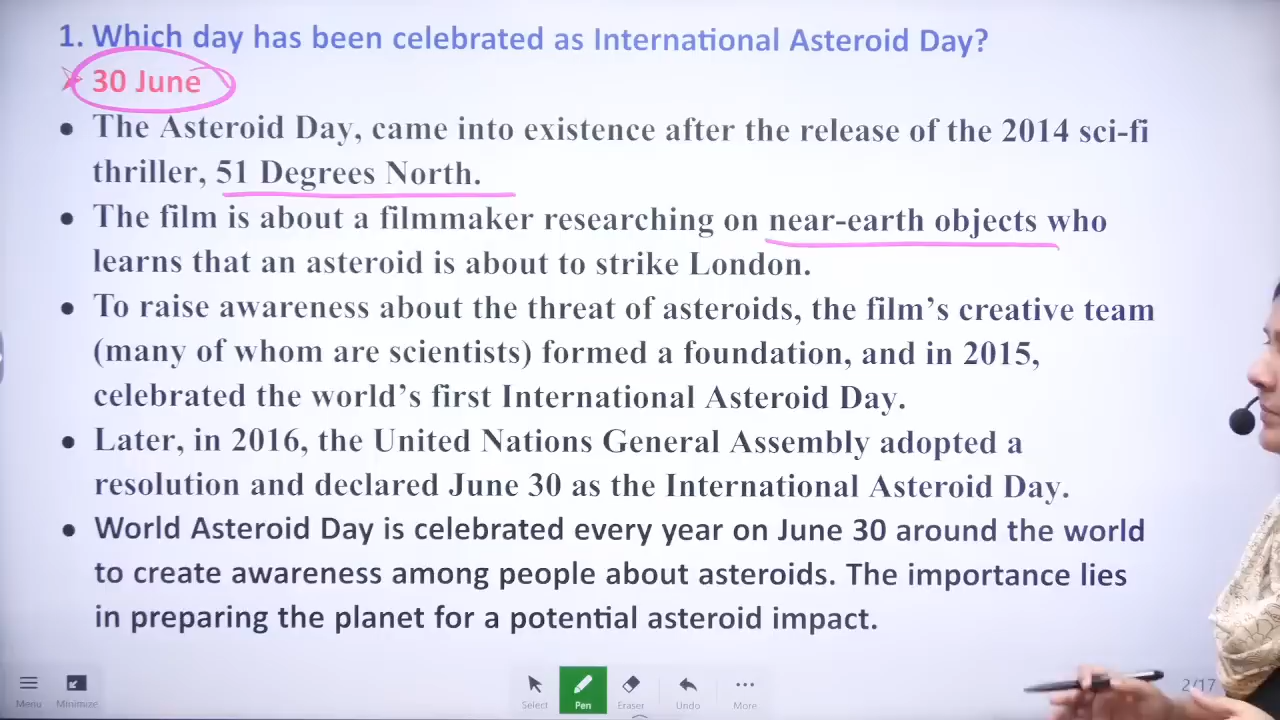 1. Which day has been celebrated as International Asteroid Day?
30 June
• The Asteroid Day, came into existence after the release of the 2014 sci-fi
thriller, 51 Degrees North.
• The film is about a filmmaker researching on near-earth objects who
learns that an asteroid is about to strike London.
• To raise awareness about the threat of asteroids, the film's creative team
(many of whom are scientists) formed a foundation, and in 2015,
celebrated the world's first International Asteroid Day.
• Later, in 2016, the United Nations General Assembly adopted a
resolution and declared June 30 as the International Asteroid Day.
• World Asteroid Day is celebrated every year on June 30 around the world
to create awareness among people about asteroids. The importance lies
in preparing the planet for a potential asteroid impact.
Menu Minimize Select Pen Eraser Undo More 2/17